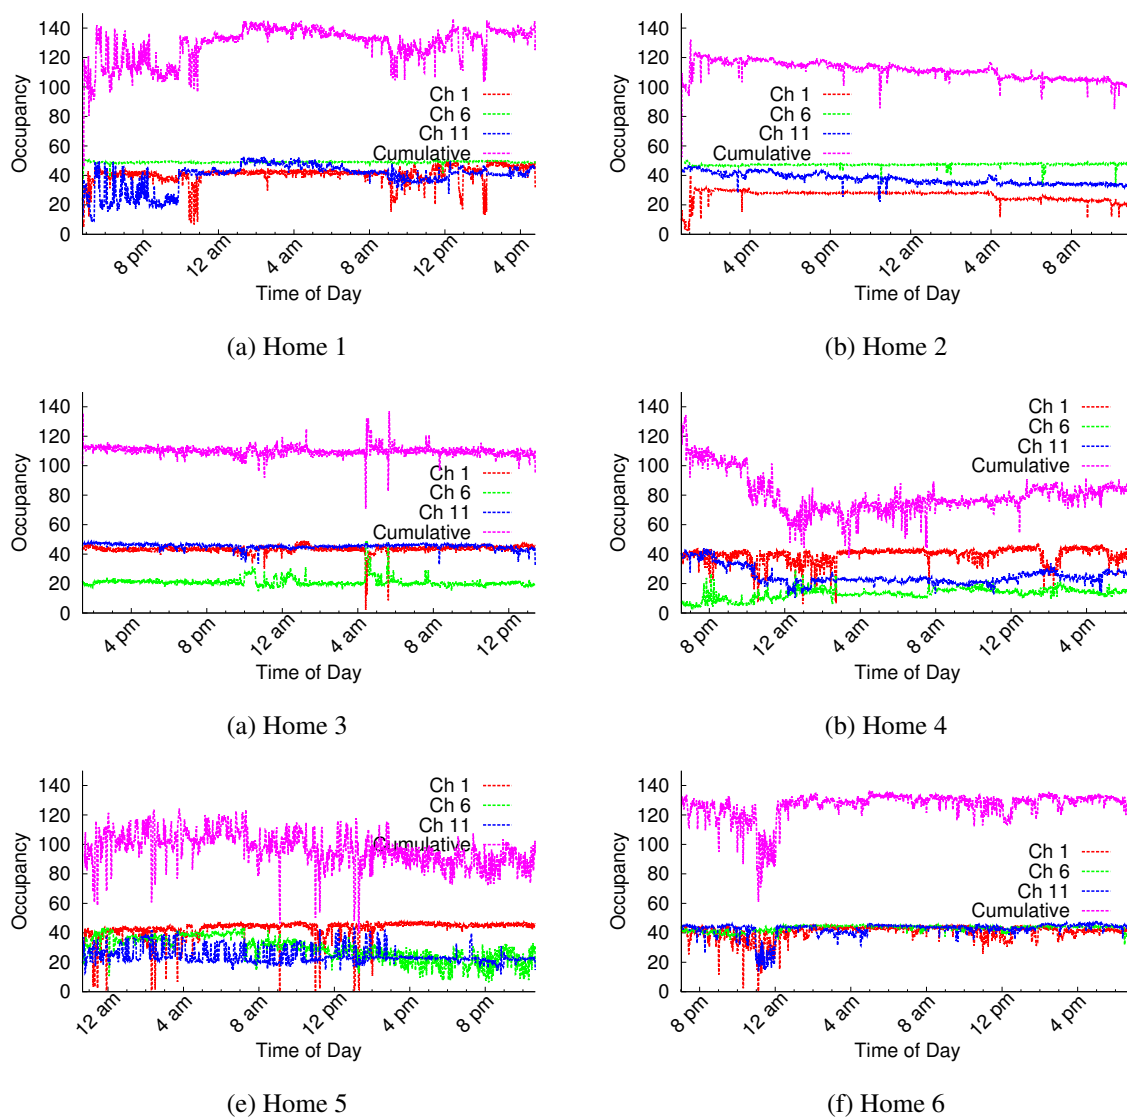 140
120
100
80
60
40
20
0
Occupancy
Ch 1
Ch 6
Ch 11
Cumulative
8 pm 12 am 4 am 8 am 12 pm 4 pm
Time of Day
(a) Home 1
140
120
100
80
60
40
20
0
Occupancy
Ch 1
Ch 6
Ch 11
Cumulative
4 pm 8 pm 12 am 4 am 8 am
Time of Day
(b) Home 2
140
120
100
80
60
40
20
0
Occupancy
Ch 1
Ch 6
Ch 11
Cumulative
4 pm 8 pm 12 am 4 am 8 am 12 pm
Time of Day
(a) Home 3
140
120
100
80
60
40
20
0
Occupancy
Ch 1
Ch 6
Ch 11
Cumulative
8 pm 12 am 4 am 8 am 12 pm 4 pm
Time of Day
(b) Home 4
140
120
100
80
60
40
20
0
Occupancy
Ch 1
Ch 6
Ch 11
Cumulative
12 am 4 am 8 am 12 pm 4 pm 8 pm
Time of Day
(e) Home 5
140
120
100
80
60
40
20
0
Occupancy
Ch 1
Ch 6
Ch 11
Cumulative
8 pm 12 am 4 am 8 am 12 pm 4 pm
Time of Day
(f) Home 6